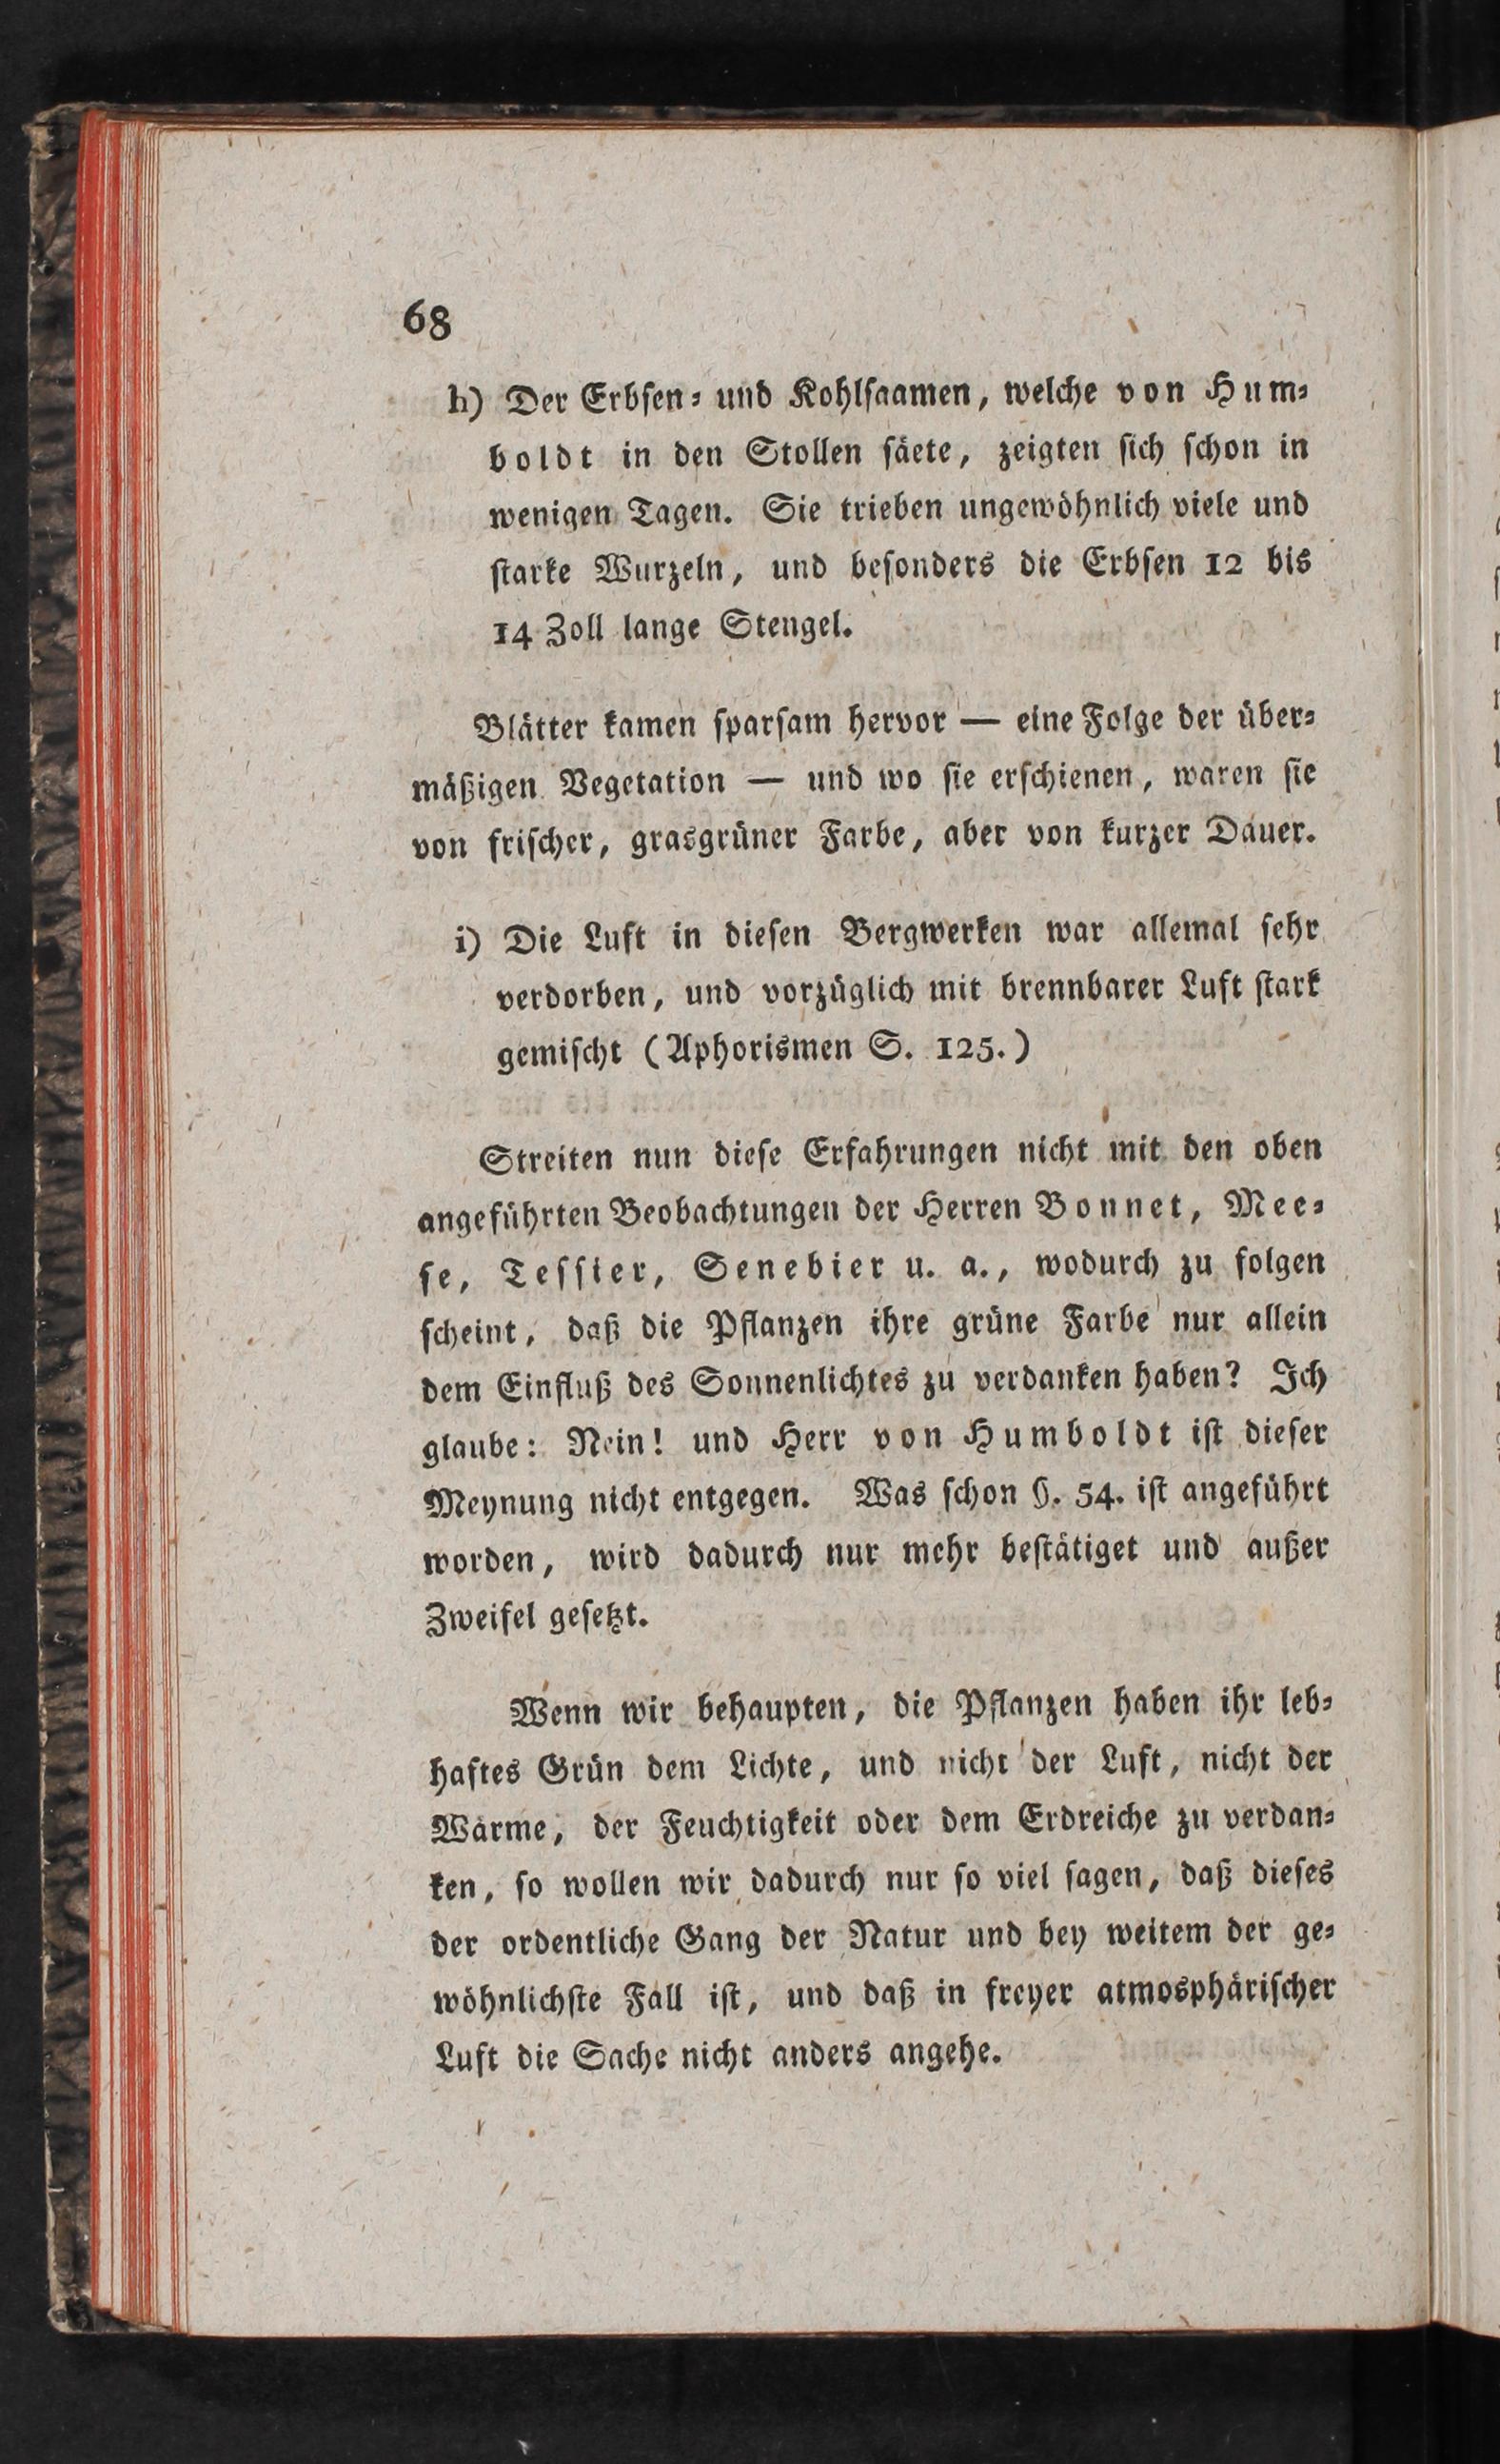 68
h) Der Erbsen- und Kohlsaamen, welche von Hum-
boldt in den Stollen säete, zeigten sich schon in
wenigen Tagen. Sie trieben ungewöhnlich viele und
starke Wurzeln, und besonders die Erbsen 12 bis
14 Zoll lange Stengel.
Blätter kamen sparsam hervor — eine Folge der über-
mäßigen Vegetation — und wo sie erschienen, waren sie
von frischer, grasgrüner Farbe, aber von kurzer Dauer.
i) Die Luft in diesen Bergwerken war allemal sehr
verdorben, und vorzüglich mit brennbarer Luft stark
gemischt (Aphorismen S. 125.)
Streiten nun diese Erfahrungen nicht mit den oben
angeführten Beobachtungen der Herren Bonnet, Mee-
se, Tessier, Senebier u. a., wodurch zu folgen
scheint, daß die Pflanzen ihre grüne Farbe nur allein
dem Einfluß des Sonnenlichtes zu verdanken haben? Ich
glaube: Nein! und Herr von Humboldt ist dieser
Meynung nicht entgegen. Was schon §. 54. ist angeführt
worden, wird dadurch nur mehr bestätiget und außer
Zweifel gesetzt.
Wenn wir behaupten, die Pflanzen haben ihr leb-
haftes Grün dem Lichte, und nicht der Luft, nicht der
Wärme, der Feuchtigkeit oder dem Erdreiche zu verdan-
ken, so wollen wir dadurch nur so viel sagen, daß dieses
der ordentliche Gang der Natur und bey weitem der ge-
wöhnlichste Fall ist, und daß in freyer atmosphärischer
Luft die Sache nicht anders angehe.